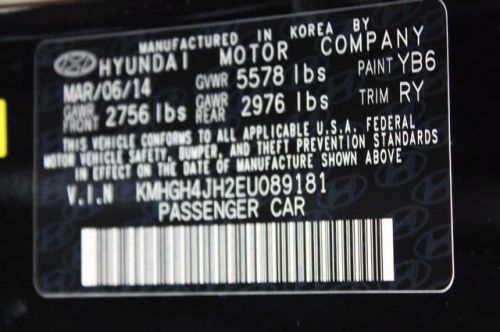 MANUFACTURED IN KOREA BY
HYUNDAI MOTOR COMPANY
MAR/06/14 GVWR 5578 lbs PAINT YB6
GAWR FRONT 2756 lbs GAWR REAR 2976 lbs TRIM RY
THIS VEHICLE CONFORMS TO ALL APPLICABLE U.S.A. FEDERAL
MOTOR VEHICLE SAFETY, BUMPER, AND THEFT PREVENTION STANDARDS
IN EFFECT ON THE DATE OF MANUFACTURE SHOWN ABOVE
V.I.N KMHGH4JH2EU089181
PASSENGER CAR